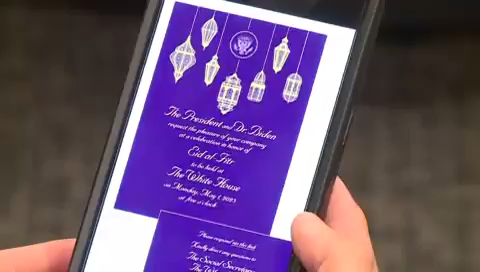 The President and Dr. Biden
request the pleasure of your company
at a celebration in honor of
Eid al-Fitr
to be held at
The White House
on Monday, May 1, 2023
at five o'clock
Please respond via this link
Kindly direct any questions to
The Social Secretary
The W